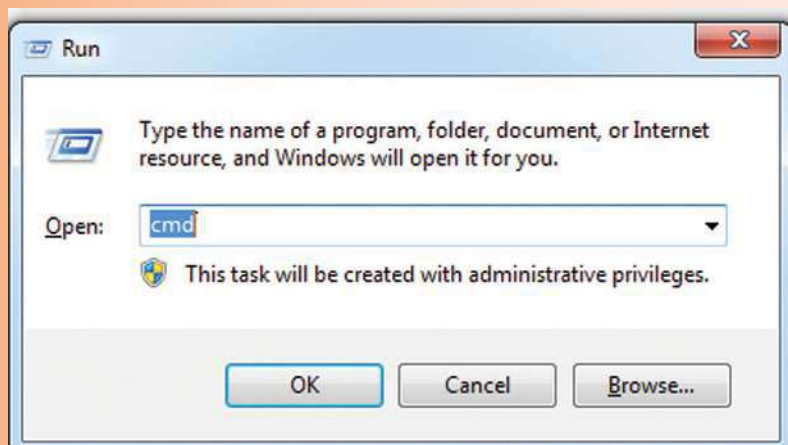 Run
Type the name of a program, folder, document, or Internet
resource, and Windows will open it for you.
Open: cmd
This task will be created with administrative privileges.
OK Cancel Browse...